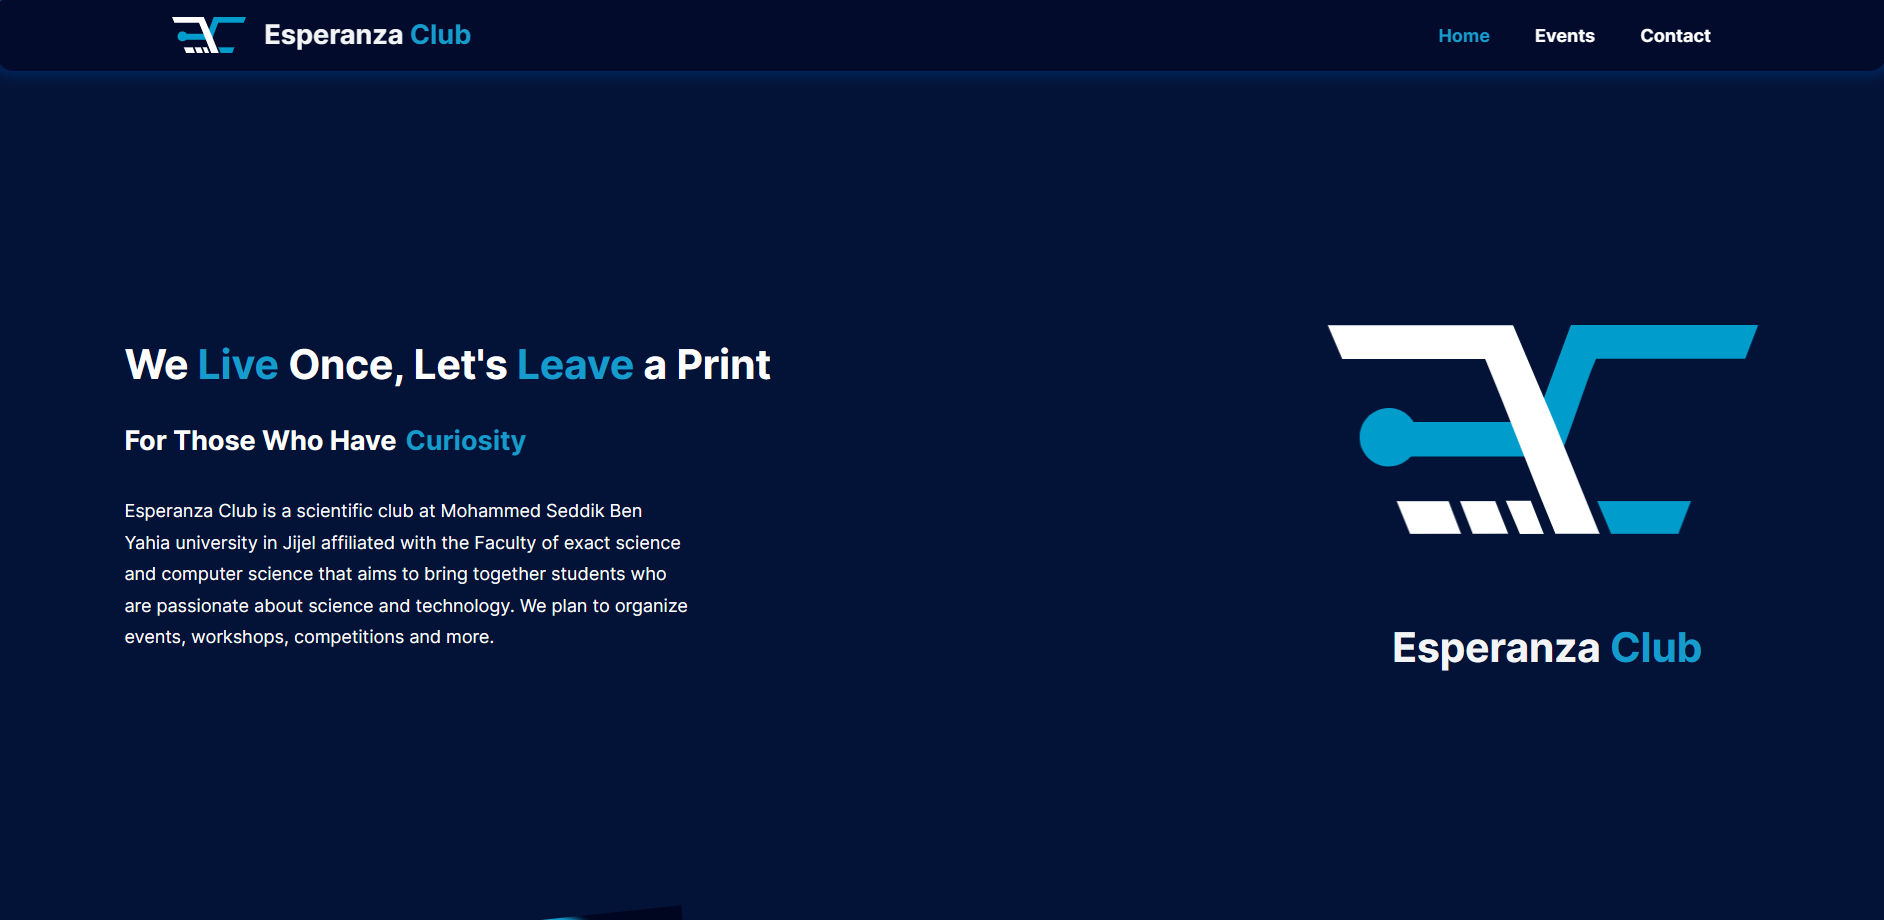 Esperanza Club
Home
Events
Contact
We Live Once, Let's Leave a Print
For Those Who Have Curiosity
Esperanza Club is a scientific club at Mohammed Seddik Ben
Yahia university in Jijel affiliated with the Faculty of exact science
and computer science that aims to bring together students who
are passionate about science and technology. We plan to organize
events, workshops, competitions and more.
Esperanza Club